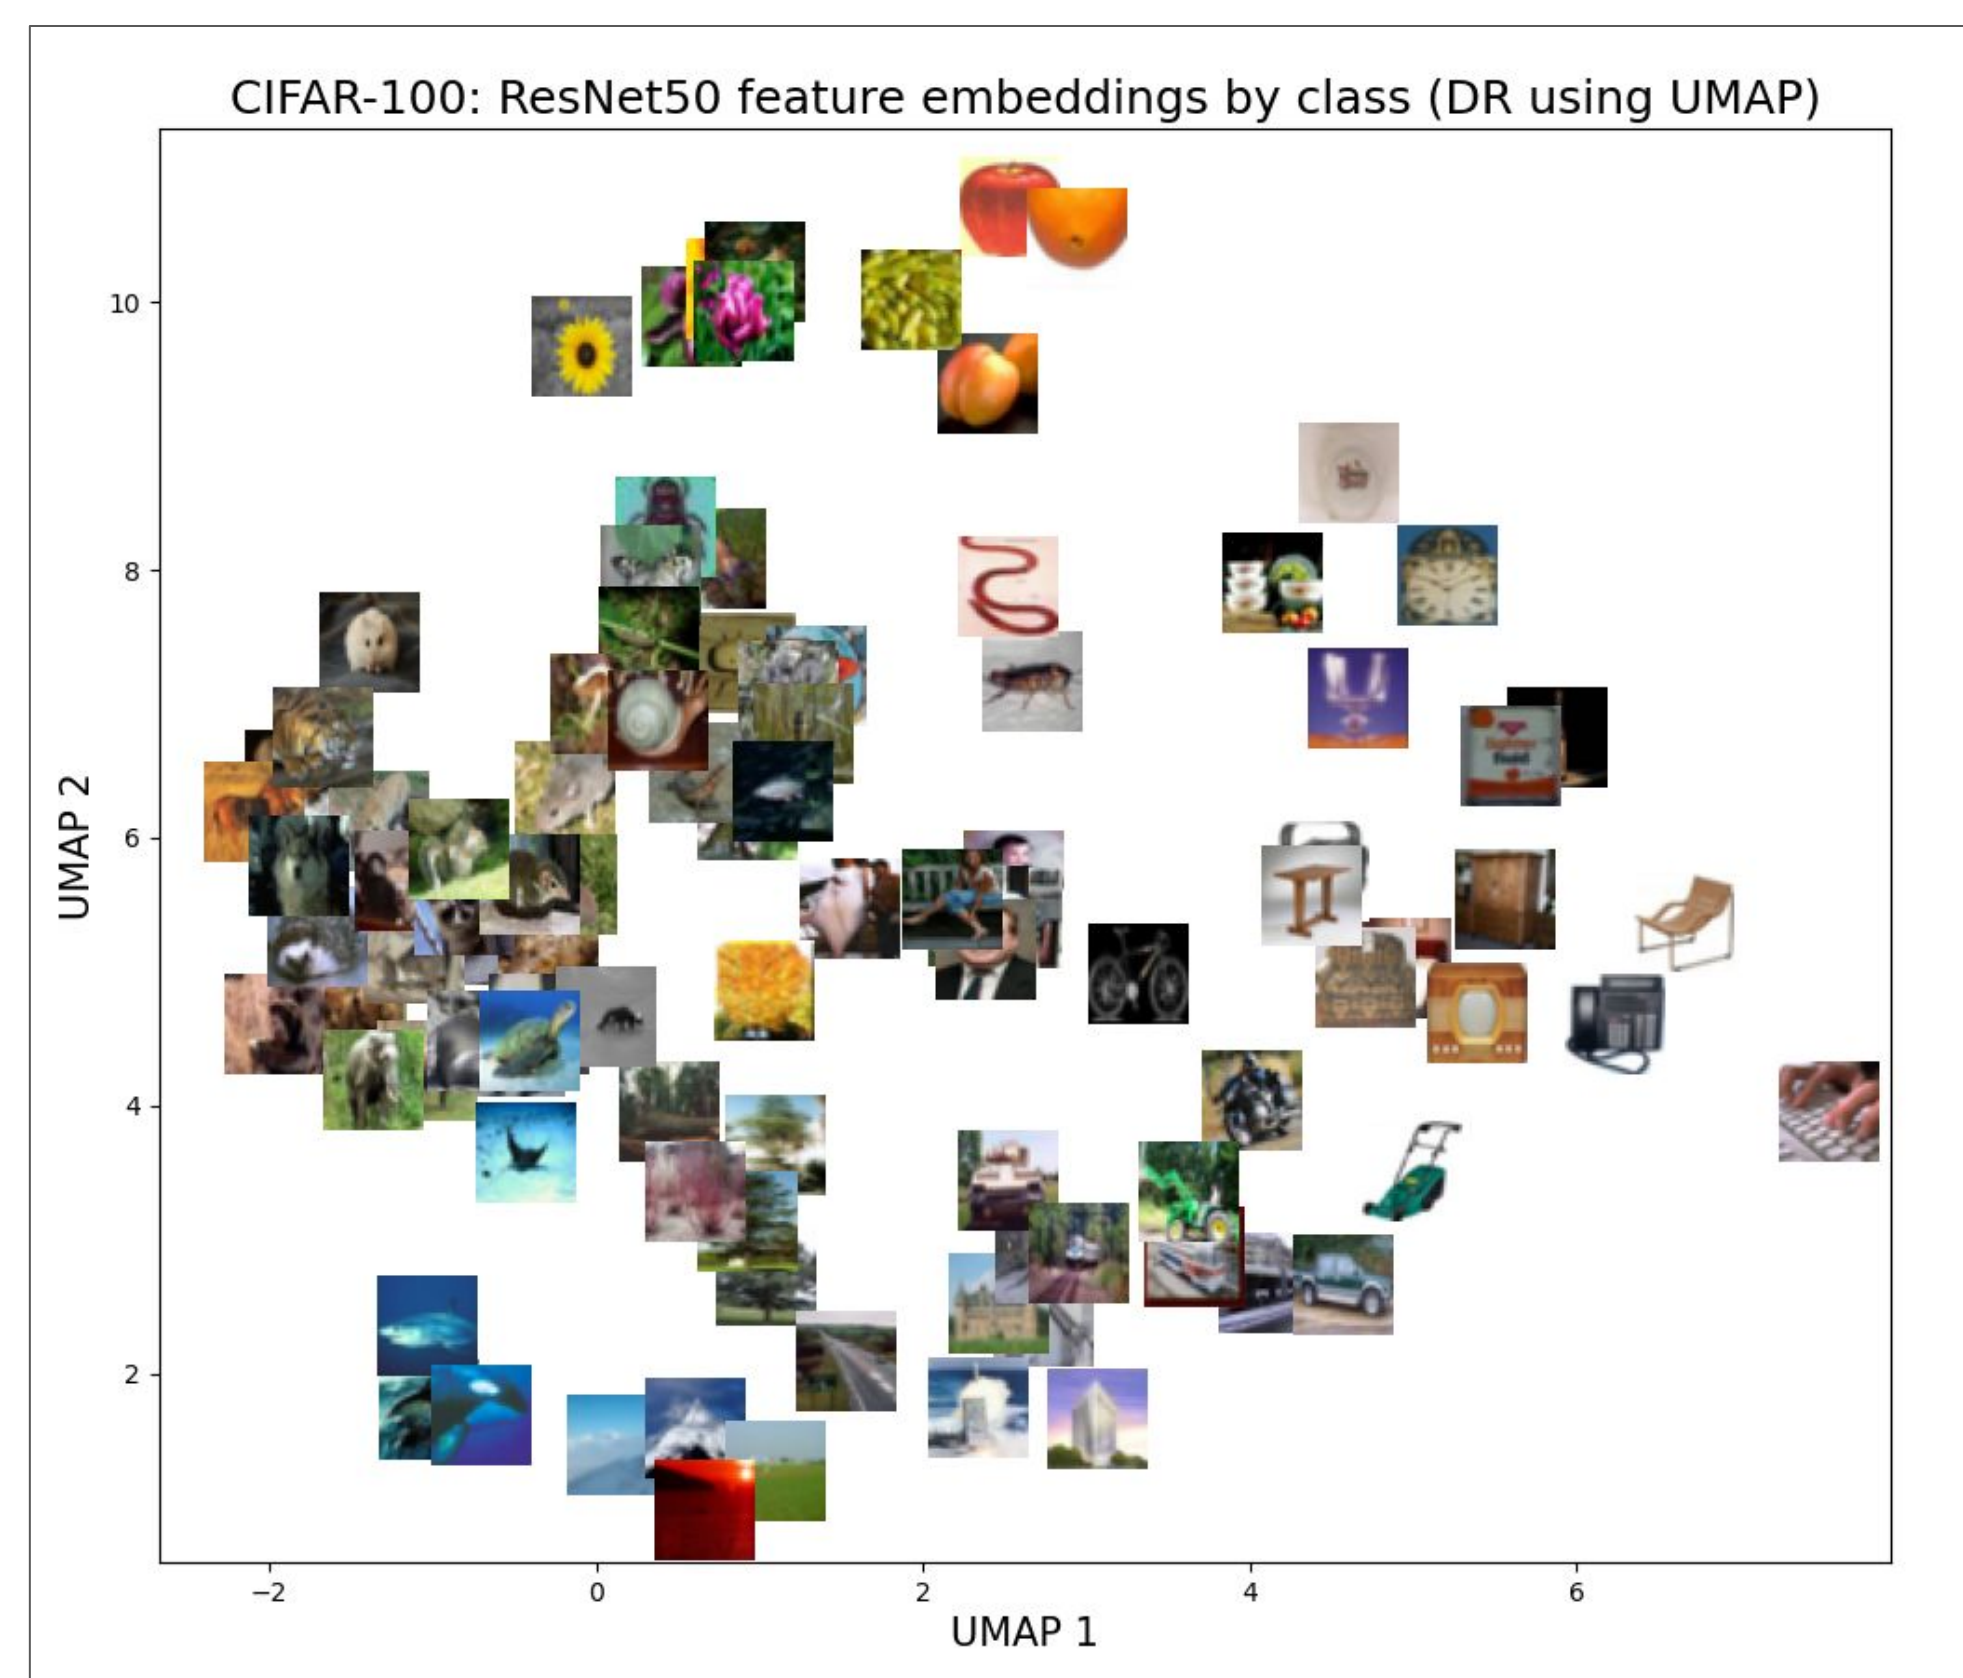 CIFAR-100: ResNet50 feature embeddings by class (DR using UMAP)
10
8
6
4
2
UMAP 2
−2 0 2 4 6
UMAP 1